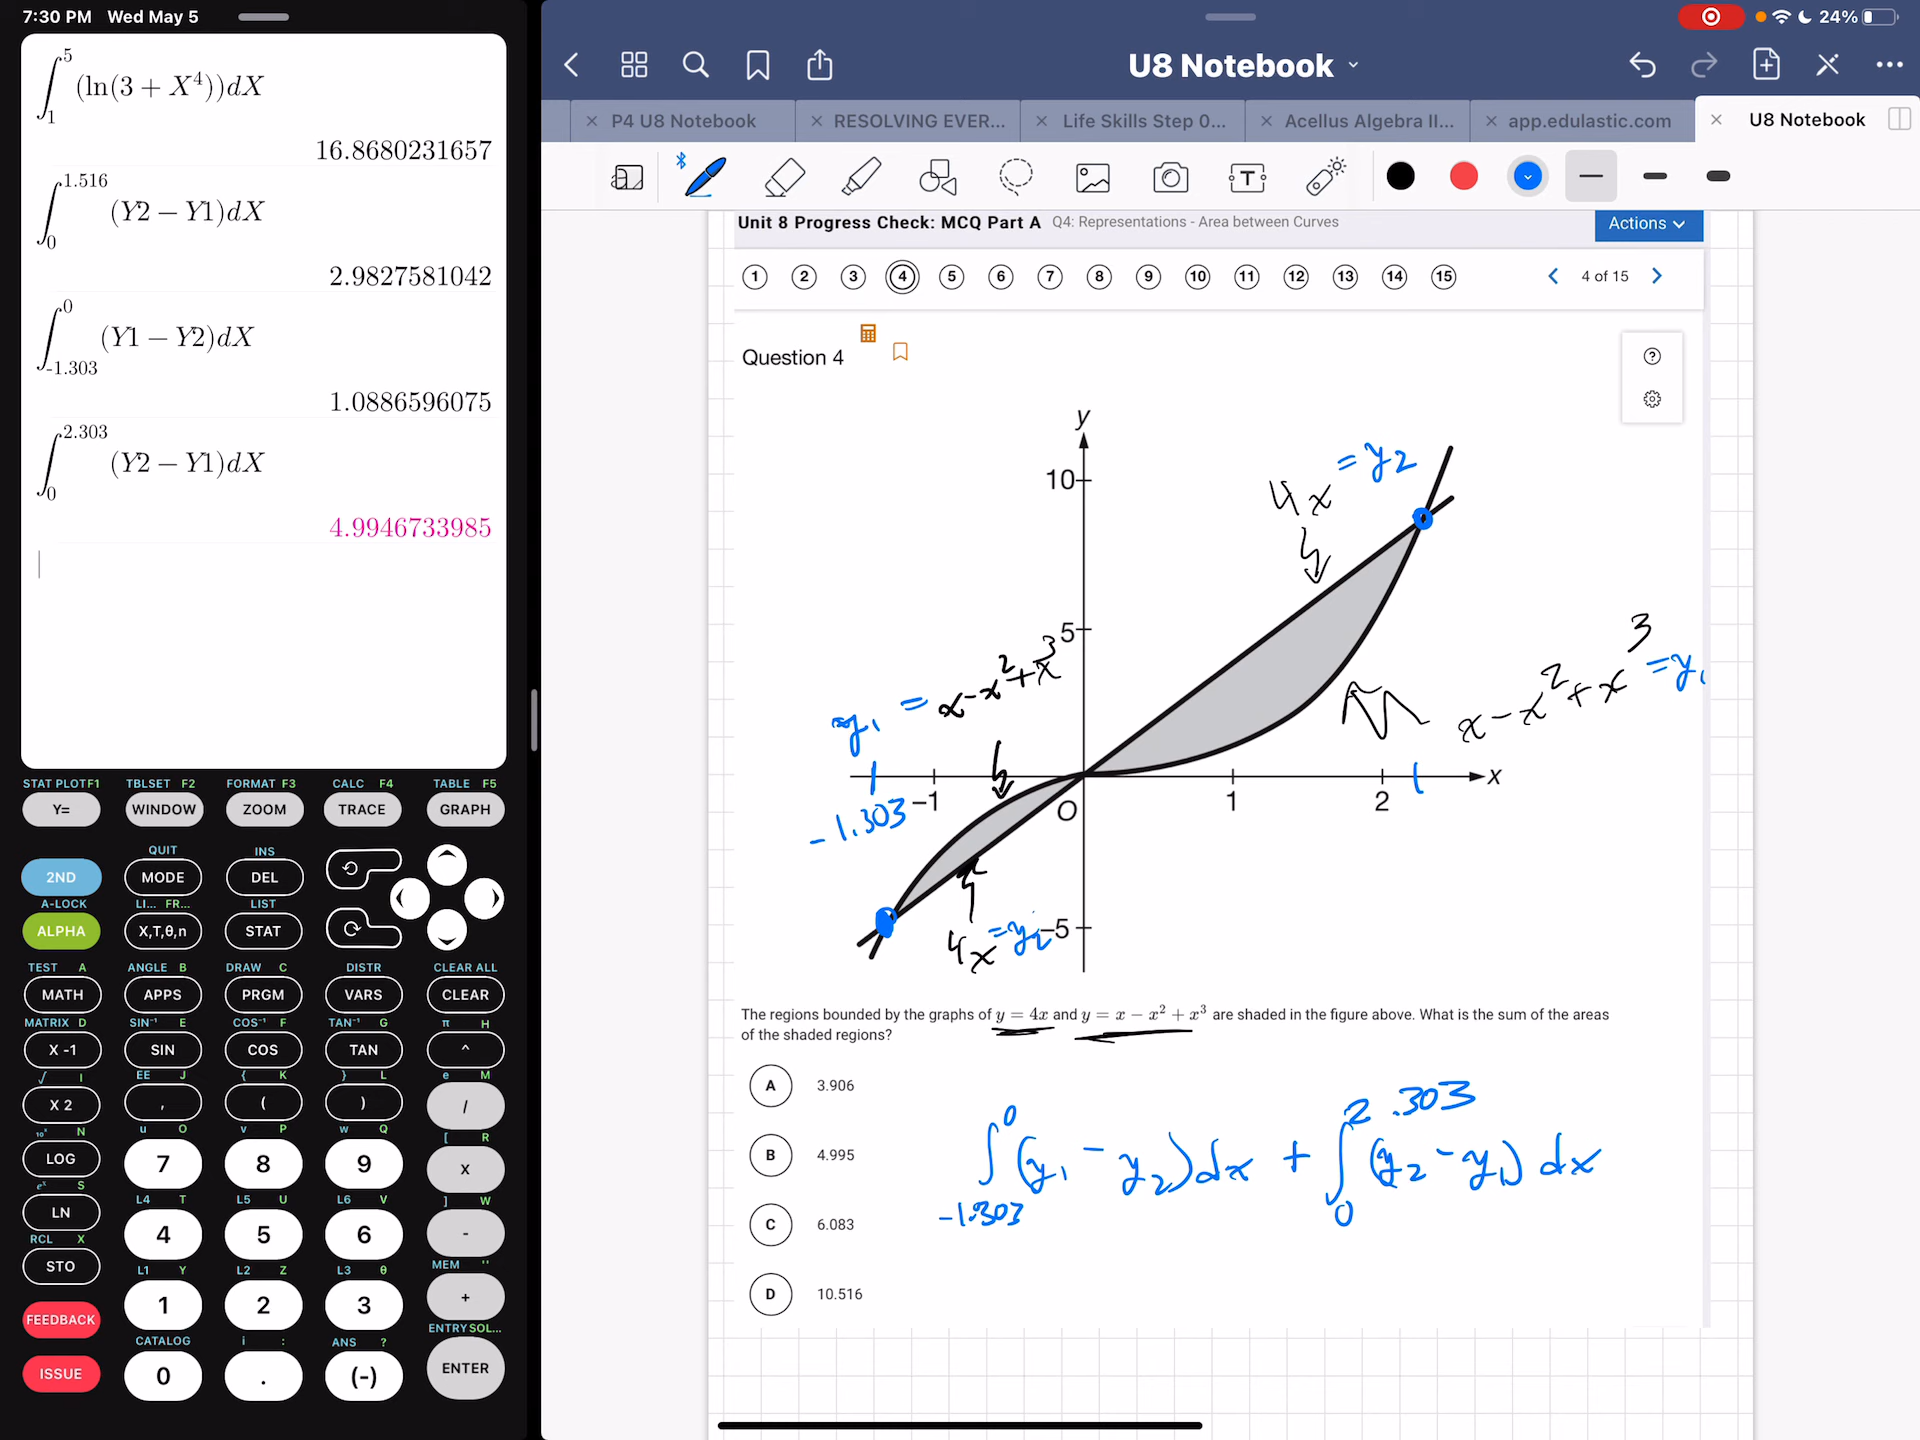 7:30 PM Wed May 5
24%
∫₁⁵ (ln(3 + X⁴))dX
16.8680231657
∫₀^1.516 (Y2 − Y1)dX
2.9827581042
∫₋₁.₃₀₃⁰ (Y1 − Y2)dX
1.0886596075
∫₀^2.303 (Y2 − Y1)dX
4.9946733985
STAT PLOT F1 TBLSET F2 FORMAT F3 CALC F4 TABLE F5
Y= WINDOW ZOOM TRACE GRAPH
QUIT INS
2ND MODE DEL
A-LOCK LI... FR... LIST
ALPHA X,T,θ,n STAT
TEST A ANGLE B DRAW C DISTR CLEAR ALL
MATH APPS PRGM VARS CLEAR
MATRIX D SIN⁻¹ E COS⁻¹ F TAN⁻¹ G π H
X -1 SIN COS TAN ^
√ I EE J { K } L e M
X 2 , ( ) /
10ˣ N u O v P w Q [ R
LOG 7 8 9 x
eˣ S L4 T L5 U L6 V ] W
LN 4 5 6 -
RCL X L1 Y L2 Z L3 θ MEM "
STO 1 2 3 +
FEEDBACK
CATALOG i : ANS ? ENTRY SOL...
ISSUE 0 . (-) ENTER
U8 Notebook
P4 U8 Notebook
RESOLVING EVER...
Life Skills Step 0...
Acellus Algebra II...
app.edulastic.com
U8 Notebook
a T
Unit 8 Progress Check: MCQ Part A Q4: Representations - Area between Curves
Actions
1 2 3 4 5 6 7 8 9 10 11 12 13 14 15 4 of 15
Question 4
?
y
10
4x = y2
5
y₁ = x-x²+x³
x-x²+x³ = y₁
-1.303
-1 O 1 2 x
4x = y2
-5
The regions bounded by the graphs of y = 4x and y = x − x² + x³ are shaded in the figure above. What is the sum of the areas
of the shaded regions?
A 3.906
B 4.995
C 6.083
D 10.516
∫₋₁.₃₀₃⁰ (y₁ - y₂)dx + ∫₀^2.303 (y₂ - y₁) dx